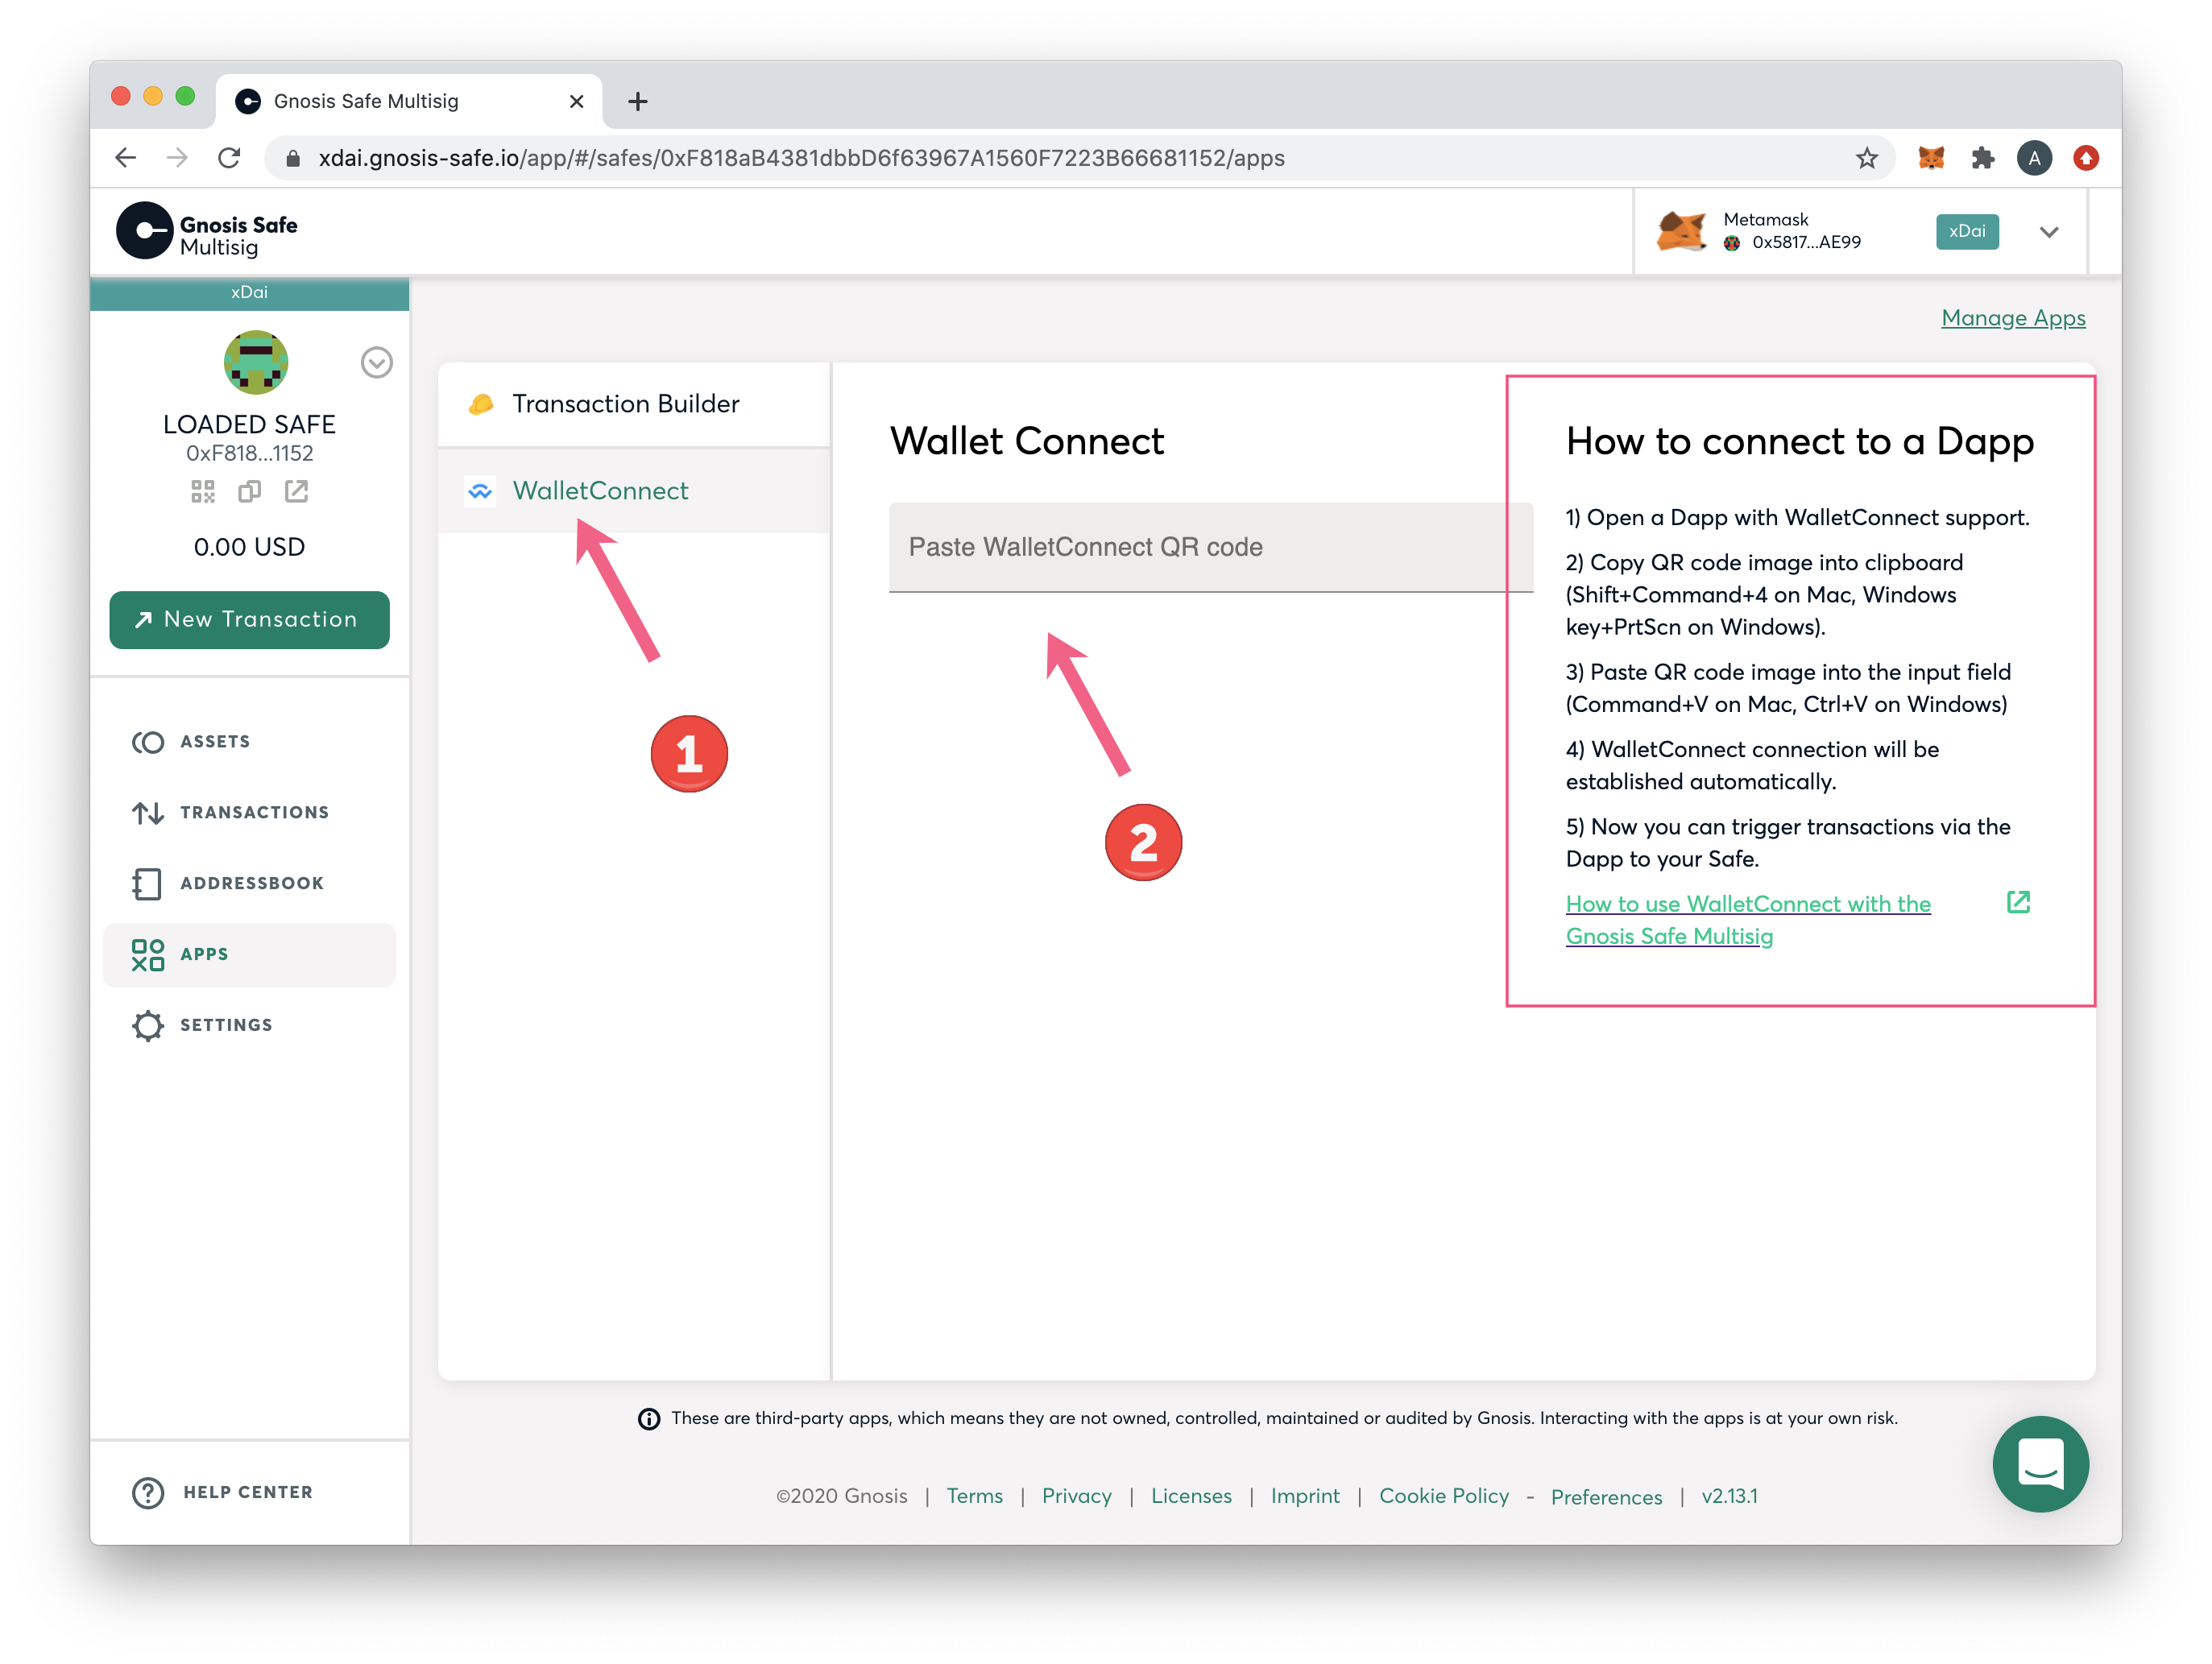 Gnosis Safe Multisig
xdai.gnosis-safe.io/app/#/safes/0xF818aB4381dbbD6f63967A1560F7223B66681152/apps
A
Gnosis Safe
Multisig
Metamask
0x5817...AE99
xDai
xDai
LOADED SAFE
0xF818...1152
0.00 USD
New Transaction
ASSETS
TRANSACTIONS
ADDRESSBOOK
APPS
SETTINGS
HELP CENTER
Manage Apps
Transaction Builder
WalletConnect
1
Wallet Connect
Paste WalletConnect QR code
2
How to connect to a Dapp
1) Open a Dapp with WalletConnect support.
2) Copy QR code image into clipboard
(Shift+Command+4 on Mac, Windows
key+PrtScn on Windows).
3) Paste QR code image into the input field
(Command+V on Mac, Ctrl+V on Windows)
4) WalletConnect connection will be
established automatically.
5) Now you can trigger transactions via the
Dapp to your Safe.
How to use WalletConnect with the
Gnosis Safe Multisig
These are third-party apps, which means they are not owned, controlled, maintained or audited by Gnosis. Interacting with the apps is at your own risk.
©2020 Gnosis | Terms | Privacy | Licenses | Imprint | Cookie Policy - Preferences | v2.13.1